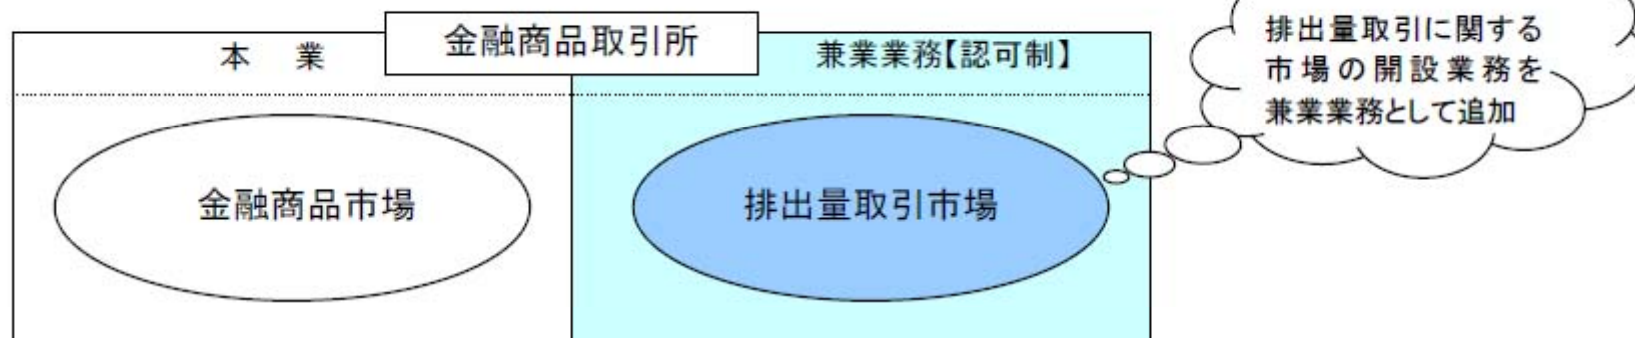 金融商品取引所
本　業
兼業業務【認可制】
金融商品市場
排出量取引市場
排出量取引に関する
市場の開設業務を
兼業業務として追加